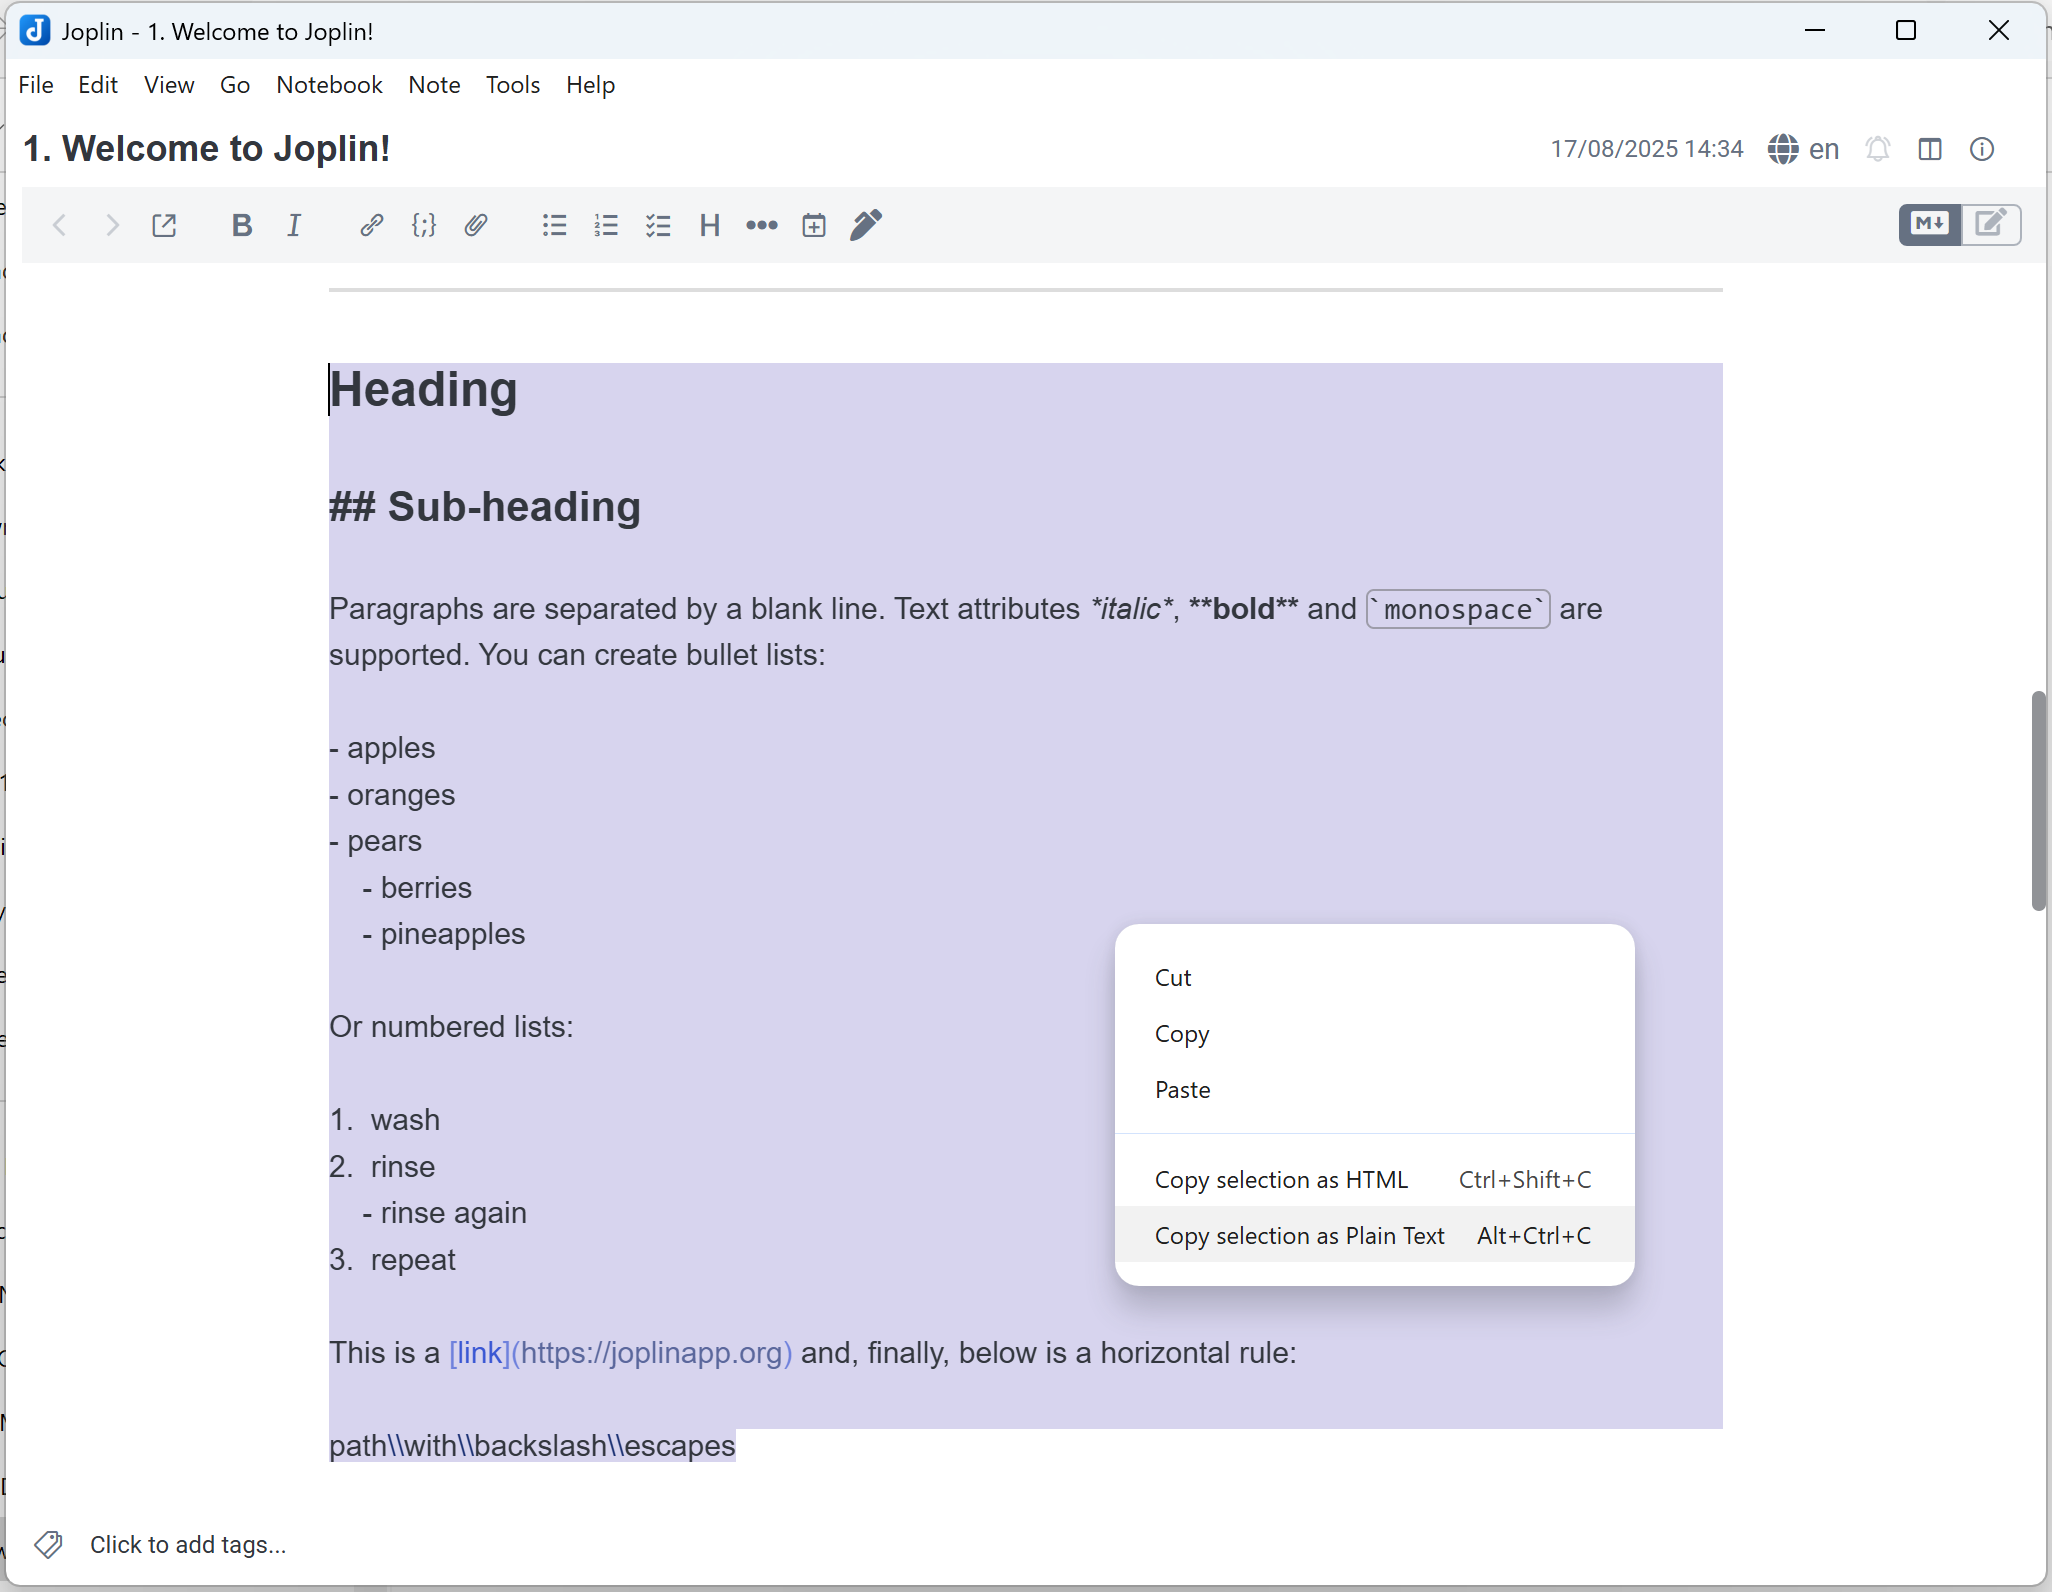 Joplin - 1. Welcome to Joplin!
File Edit View Go Notebook Note Tools Help
1. Welcome to Joplin!
17/08/2025 14:34 en
B I {;} H M↓
Heading
## Sub-heading
Paragraphs are separated by a blank line. Text attributes *italic*, **bold** and `monospace` are
supported. You can create bullet lists:
- apples
- oranges
- pears
- berries
- pineapples
Or numbered lists:
1. wash
2. rinse
- rinse again
3. repeat
This is a [link](https://joplinapp.org) and, finally, below is a horizontal rule:
path\\with\\backslash\\escapes
Cut
Copy
Paste
Copy selection as HTML Ctrl+Shift+C
Copy selection as Plain Text Alt+Ctrl+C
Click to add tags...